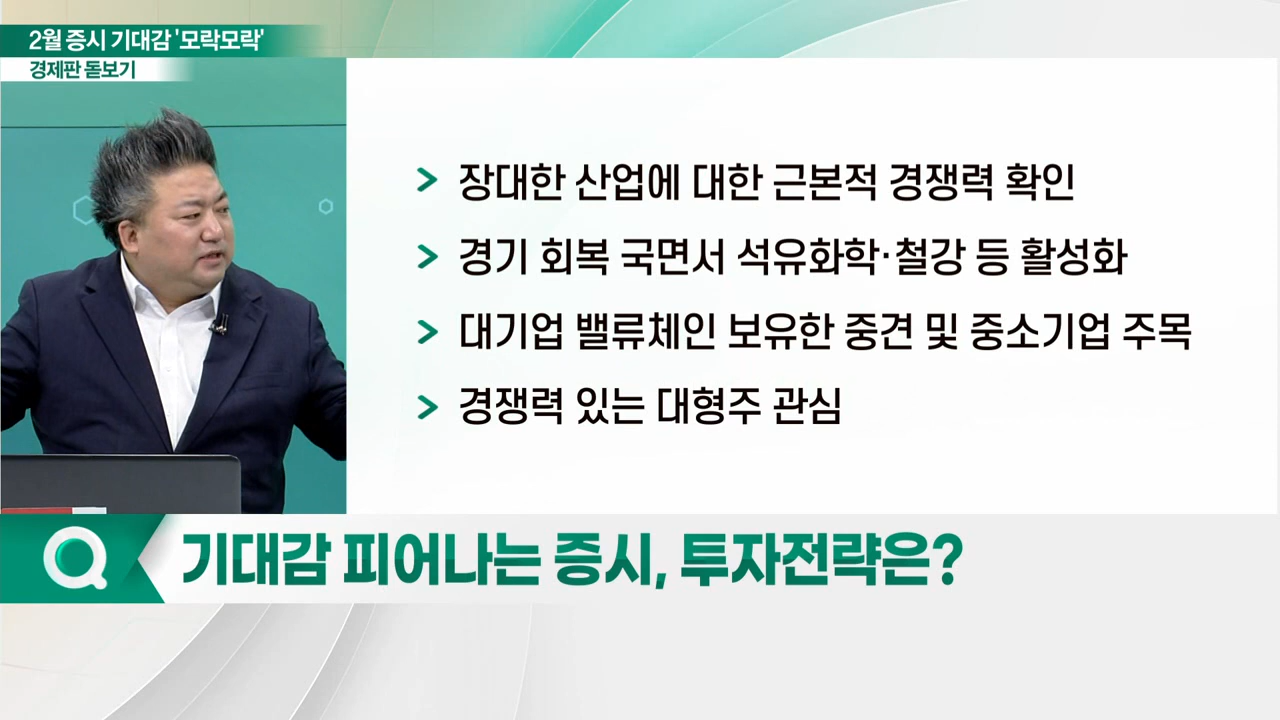 2월 증시 기대감 '모락모락'
경제판 돋보기
장대한 산업에 대한 근본적 경쟁력 확인
경기 회복 국면서 석유화학·철강 등 활성화
대기업 밸류체인 보유한 중견 및 중소기업 주목
경쟁력 있는 대형주 관심
기대감 피어나는 증시, 투자전략은?